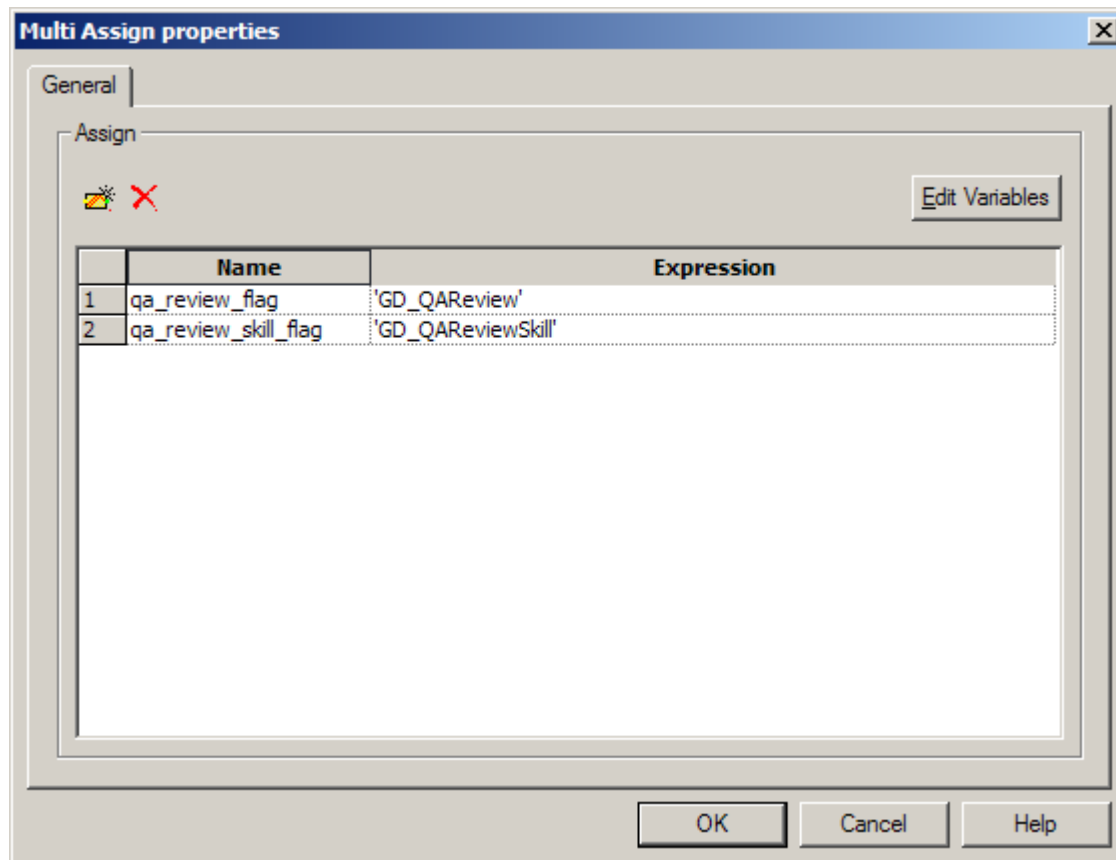 Multi Assign properties
General
Assign
Edit Variables
Name Expression
1 qa_review_flag 'GD_QAReview'
2 qa_review_skill_flag 'GD_QAReviewSkill'
OK Cancel Help